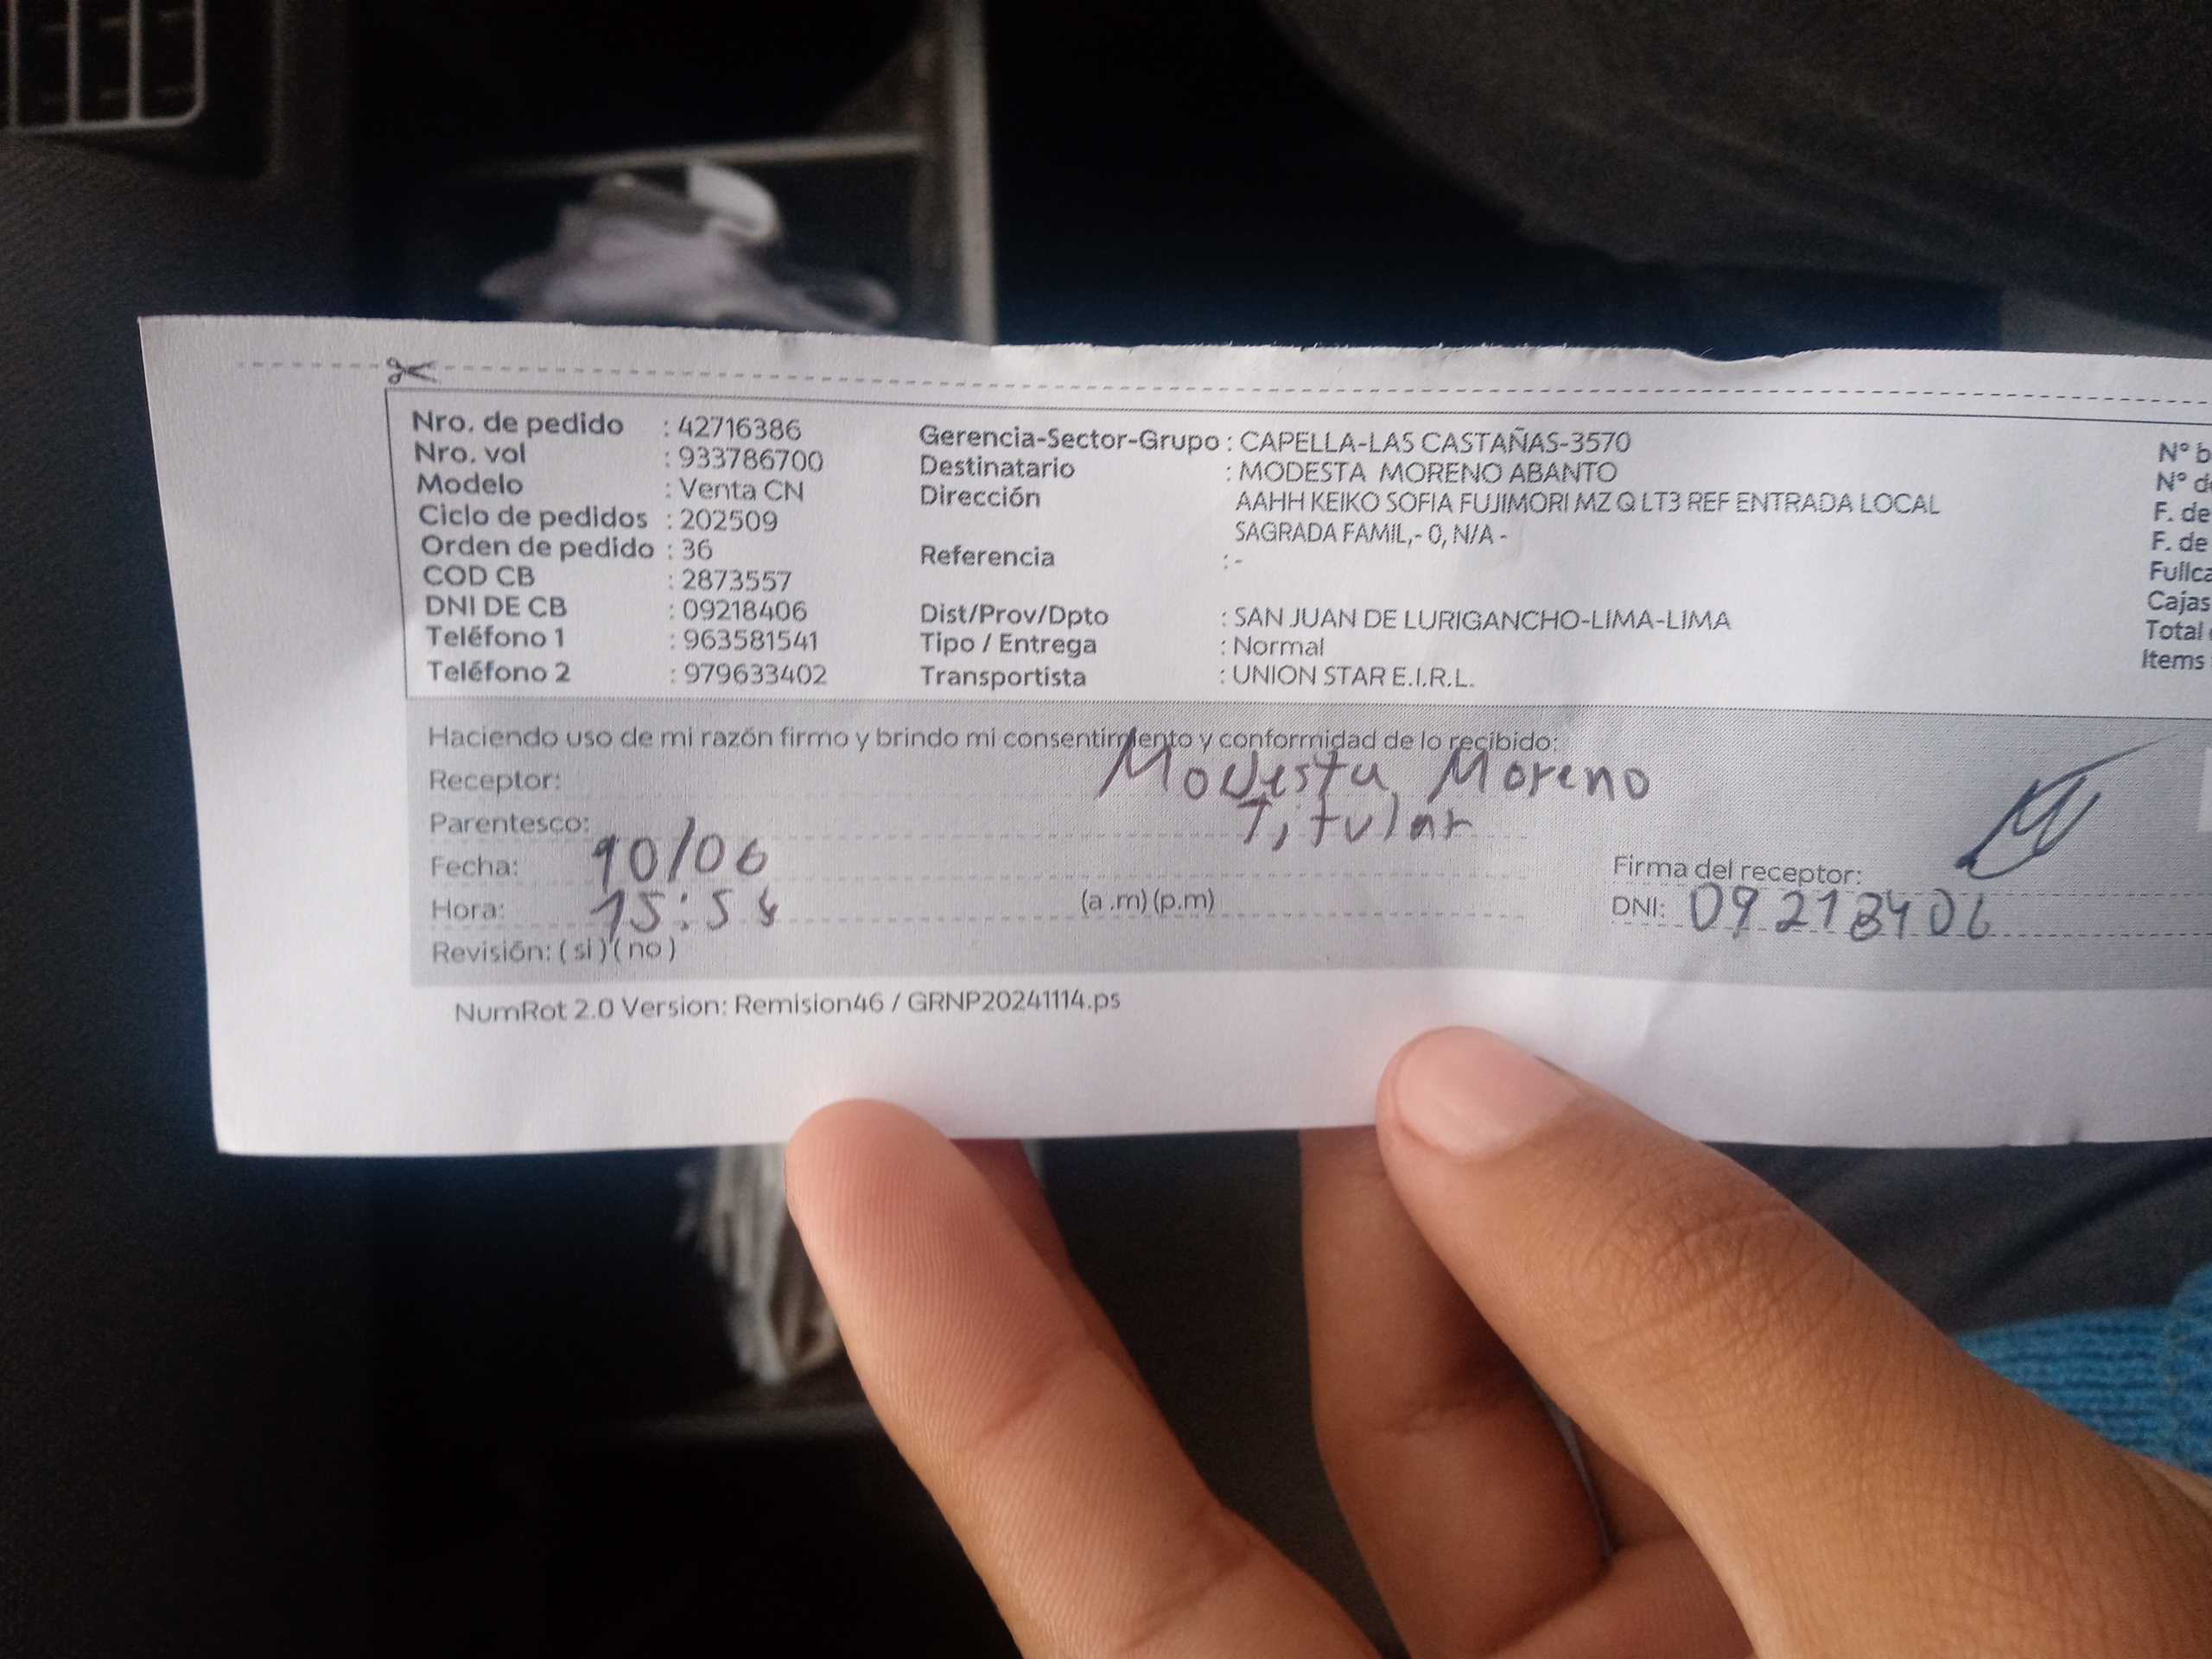 Nro. de pedido : 42716386
Nro. vol : 933786700
Modelo : Venta CN
Ciclo de pedidos : 202509
Orden de pedido : 36
COD CB : 2873557
DNI DE CB : 09218406
Teléfono 1 : 963581541
Teléfono 2 : 979633402
Gerencia-Sector-Grupo : CAPELLA-LAS CASTAÑAS-3570
Destinatario : MODESTA MORENO ABANTO
Dirección AAHH KEIKO SOFIA FUJIMORI MZ Q LT3 REF ENTRADA LOCAL
SAGRADA FAMIL,- 0, N/A -
Referencia : -
Dist/Prov/Dpto : SAN JUAN DE LURIGANCHO-LIMA-LIMA
Tipo / Entrega : Normal
Transportista : UNION STAR E.I.R.L.
N° b
N° d
F. de
F. de
Fullca
Cajas
Total
Items
Haciendo uso de mi razón firmo y brindo mi consentimiento y conformidad de lo recibido:
Receptor: Modesta Moreno
Parentesco: Titular
Fecha: 10/06
Hora: 15:54 (a .m) (p.m)
Revisión: ( si ) ( no )
Firma del receptor:
DNI: 09218406
NumRot 2.0 Version: Remision46 / GRNP20241114.ps